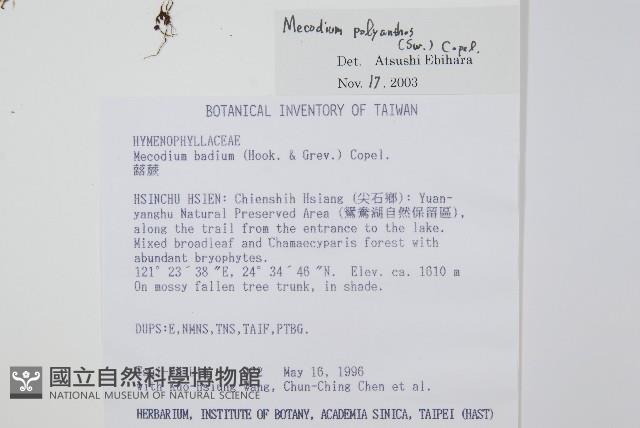 Mecodium polyanthos
(Sw.) Copel.
Det. Atsushi Ebihara
Nov. 17, 2003
BOTANICAL INVENTORY OF TAIWAN
HYMENOPHYLLACEAE
Mecodium badium (Hook. & Grev.) Copel.
蕗蕨
HSINCHU HSIEN: Chienshih Hsiang (尖石鄉): Yuan-
yanghu Natural Preserved Area (鴛鴦湖自然保留區),
along the trail from the entrance to the lake.
Mixed broadleaf and Chamaecyparis forest with
abundant bryophytes.
121° 23´38 "E, 24° 34´46 "N. Elev. ca. 1610 m
On mossy fallen tree trunk, in shade.
DUPS:E,NMNS,TNS,TAIF,PTBG.
May 16, 1996
with Kuo-Hsiung Wang, Chun-Ching Chen et al.
國立自然科學博物館
NATIONAL MUSEUM OF NATURAL SCIENCE
HERBARIUM, INSTITUTE OF BOTANY, ACADEMIA SINICA, TAIPEI (HAST)